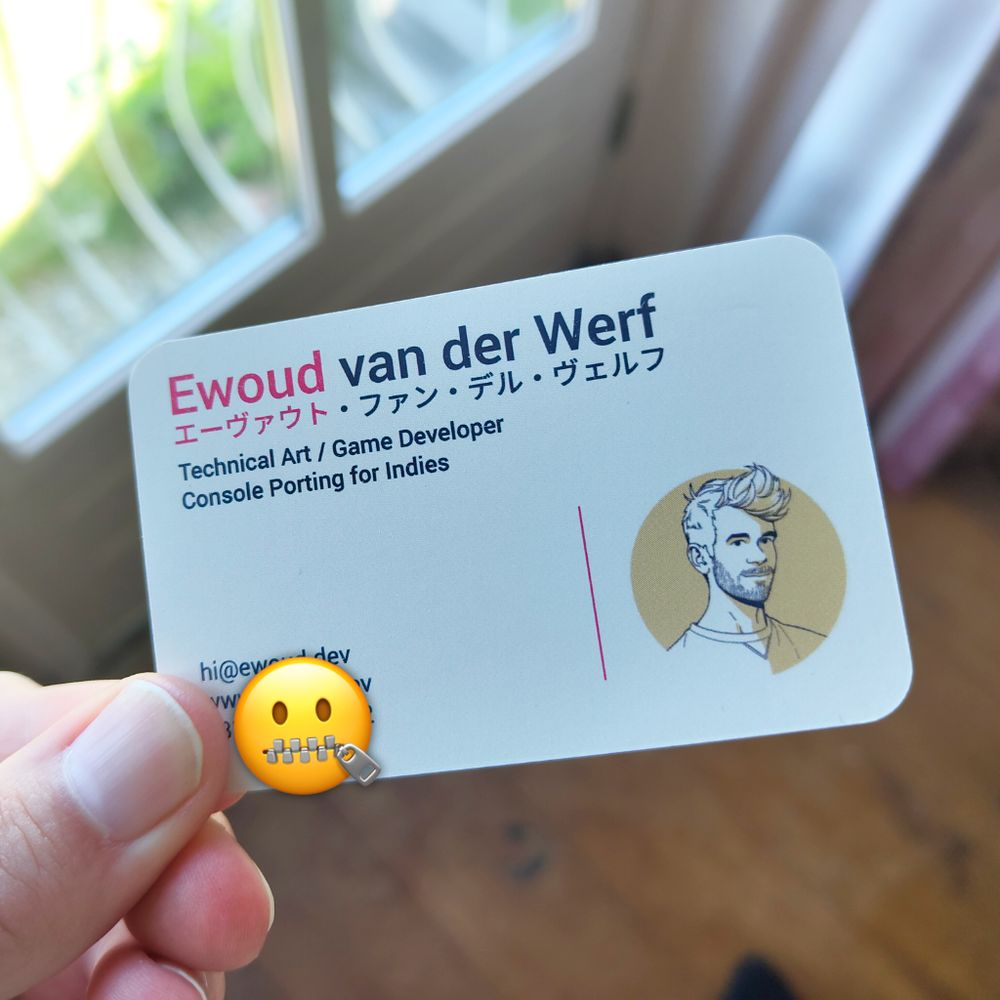 Ewoud van der Werf
エーヴァウト・ファン・デル・ヴェルフ
Technical Art / Game Developer
Console Porting for Indies